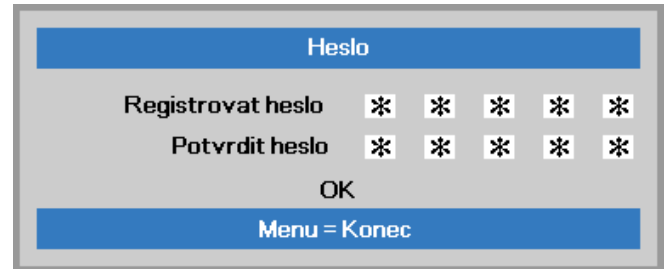 Heslo
Registrovat heslo * * * * *
Potvrdit heslo * * * * *
OK
Menu = Konec